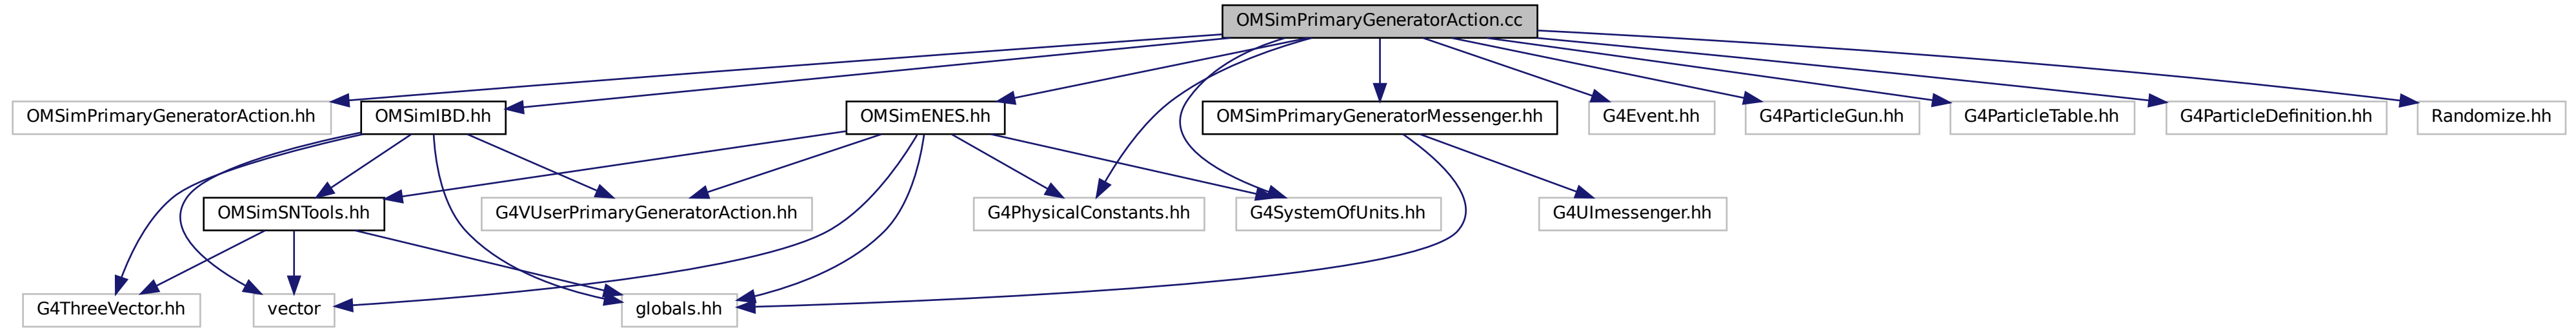 OMSimPrimaryGeneratorAction.cc
OMSimPrimaryGeneratorAction.hh
OMSimIBD.hh
OMSimENES.hh
OMSimPrimaryGeneratorMessenger.hh
G4Event.hh
G4ParticleGun.hh
G4ParticleTable.hh
G4ParticleDefinition.hh
Randomize.hh
OMSimSNTools.hh
G4VUserPrimaryGeneratorAction.hh
G4PhysicalConstants.hh
G4SystemOfUnits.hh
G4UImessenger.hh
G4ThreeVector.hh
vector
globals.hh